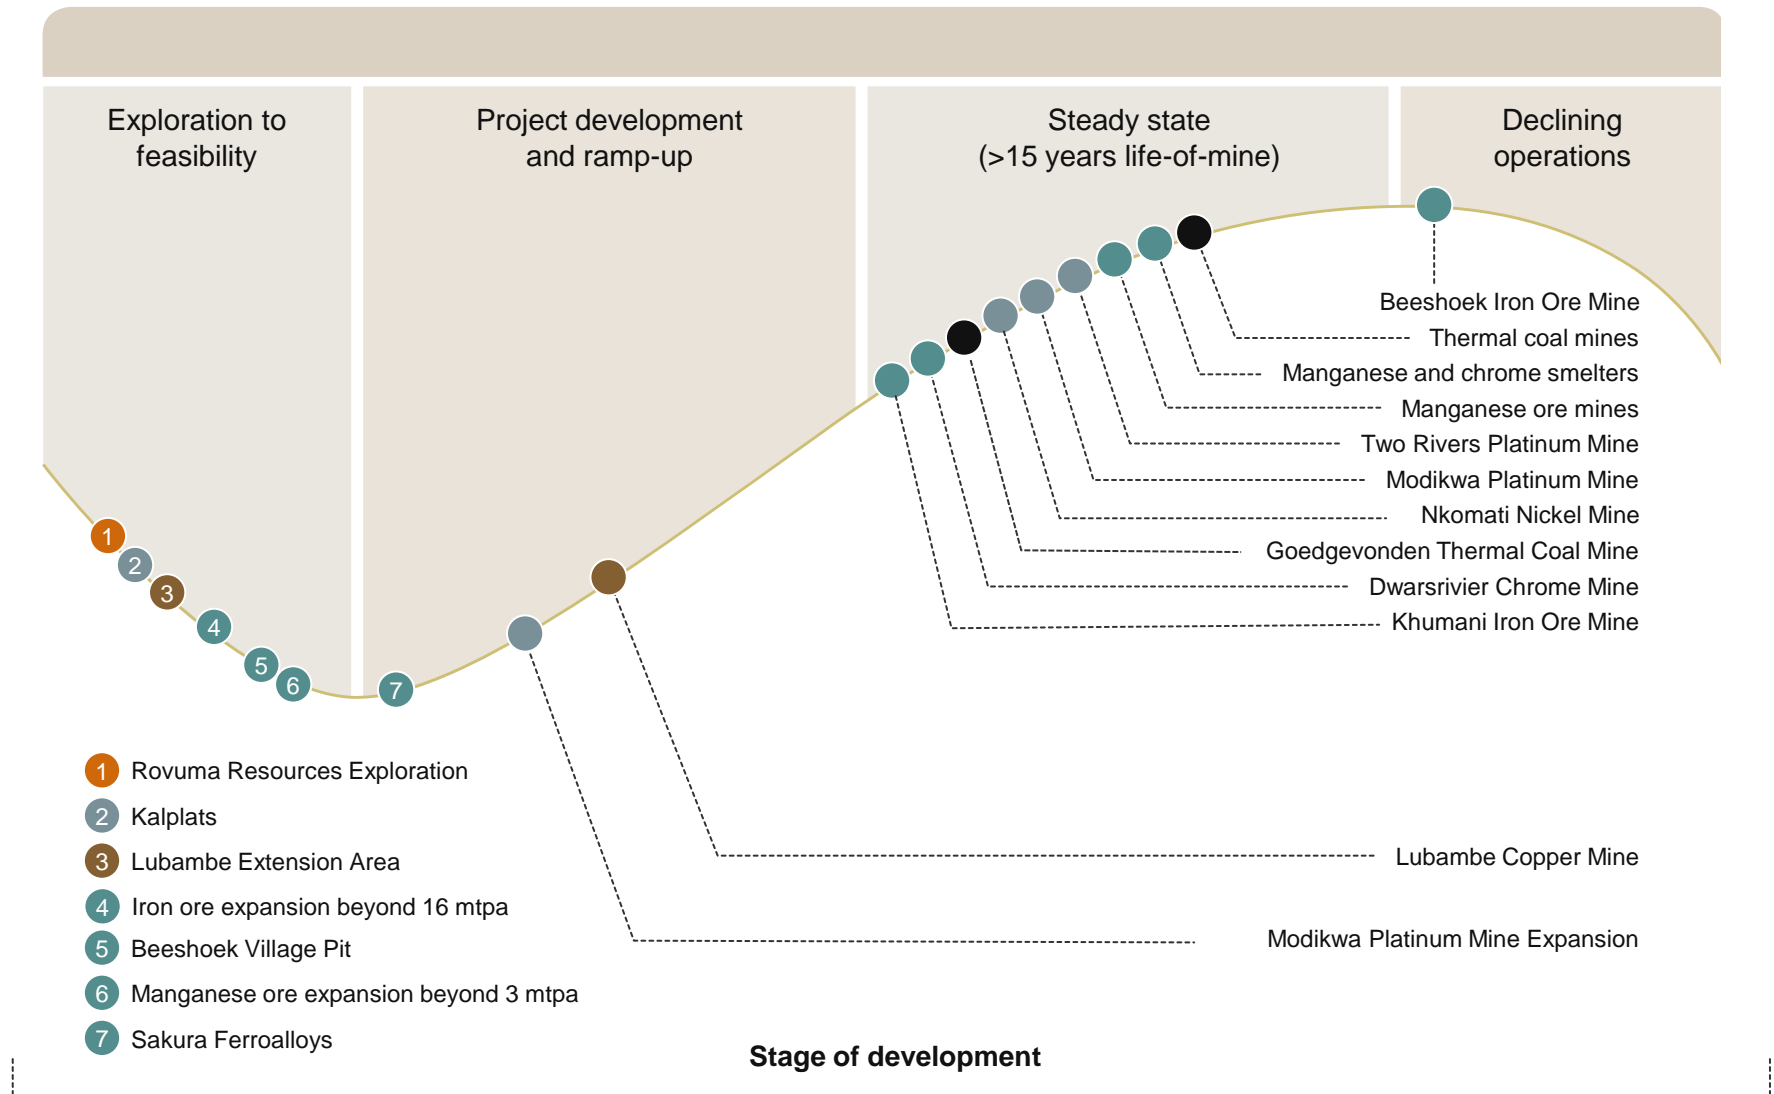 Exploration to
feasibility
Project development
and ramp-up
Steady state
(>15 years life-of-mine)
Declining
operations
Beeshoek Iron Ore Mine
Thermal coal mines
Manganese and chrome smelters
Manganese ore mines
Two Rivers Platinum Mine
Modikwa Platinum Mine
Nkomati Nickel Mine
Goedgevonden Thermal Coal Mine
Dwarsrivier Chrome Mine
Khumani Iron Ore Mine
1
2
3
4
5
6
7
1 Rovuma Resources Exploration
2 Kalplats
3 Lubambe Extension Area
4 Iron ore expansion beyond 16 mtpa
5 Beeshoek Village Pit
6 Manganese ore expansion beyond 3 mtpa
7 Sakura Ferroalloys
Lubambe Copper Mine
Modikwa Platinum Mine Expansion
Stage of development